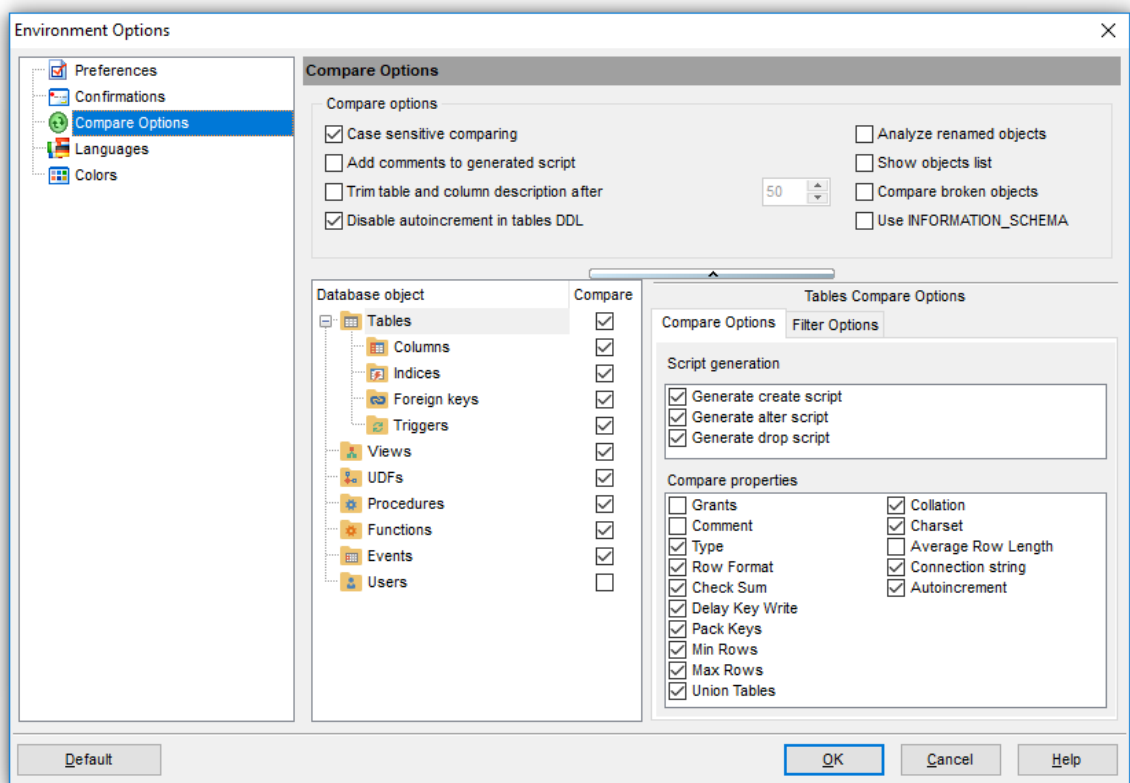 Environment Options
Preferences
Confirmations
Compare Options
Languages
Colors
Compare Options
Compare options
Case sensitive comparing
Add comments to generated script
Trim table and column description after 50
Disable autoincrement in tables DDL
Analyze renamed objects
Show objects list
Compare broken objects
Use INFORMATION_SCHEMA
Database object Compare
Tables
Columns
Indices
Foreign keys
Triggers
Views
UDFs
Procedures
Functions
Events
Users
Tables Compare Options
Compare Options Filter Options
Script generation
Generate create script
Generate alter script
Generate drop script
Compare properties
Grants
Comment
Type
Row Format
Check Sum
Delay Key Write
Pack Keys
Min Rows
Max Rows
Union Tables
Collation
Charset
Average Row Length
Connection string
Autoincrement
Default OK Cancel Help